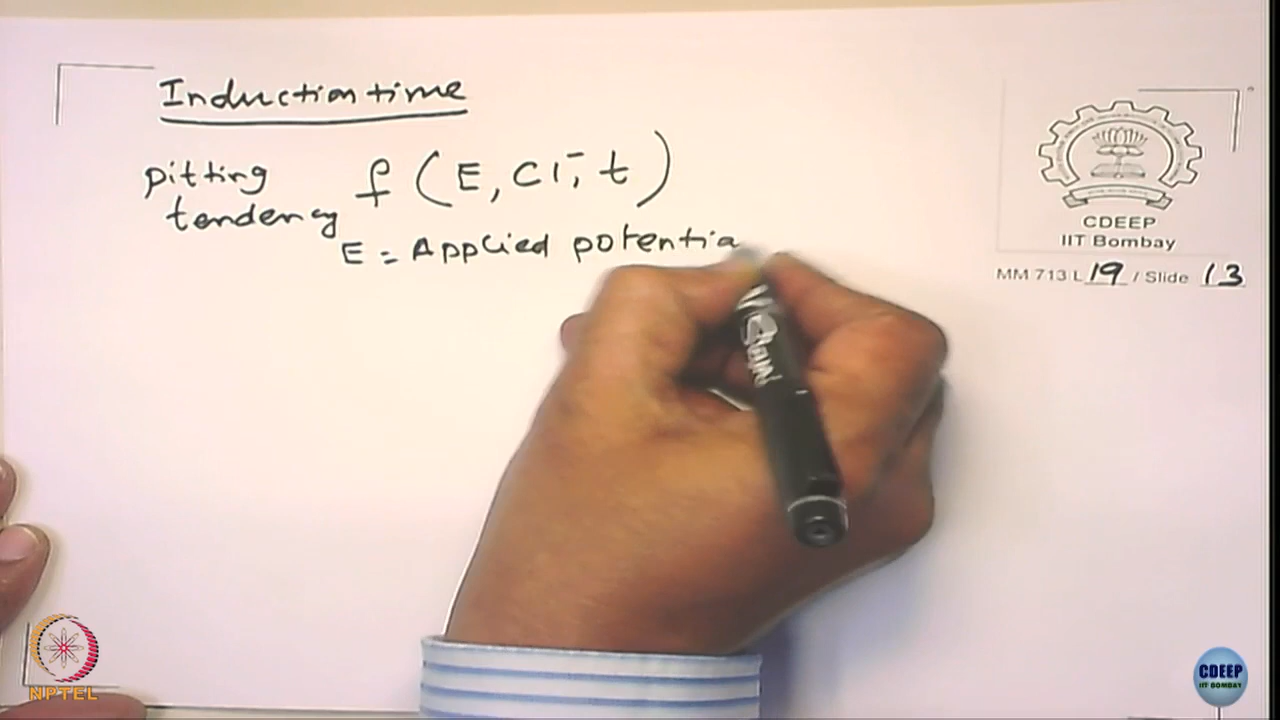 Induction time
pitting f (E, Cl⁻, t)
tendency
E = Applied potentia
CDEEP
IIT Bombay
MM 713 L 19 / Slide 13
Vision
NPTEL
CDEEP
IIT BOMBAY